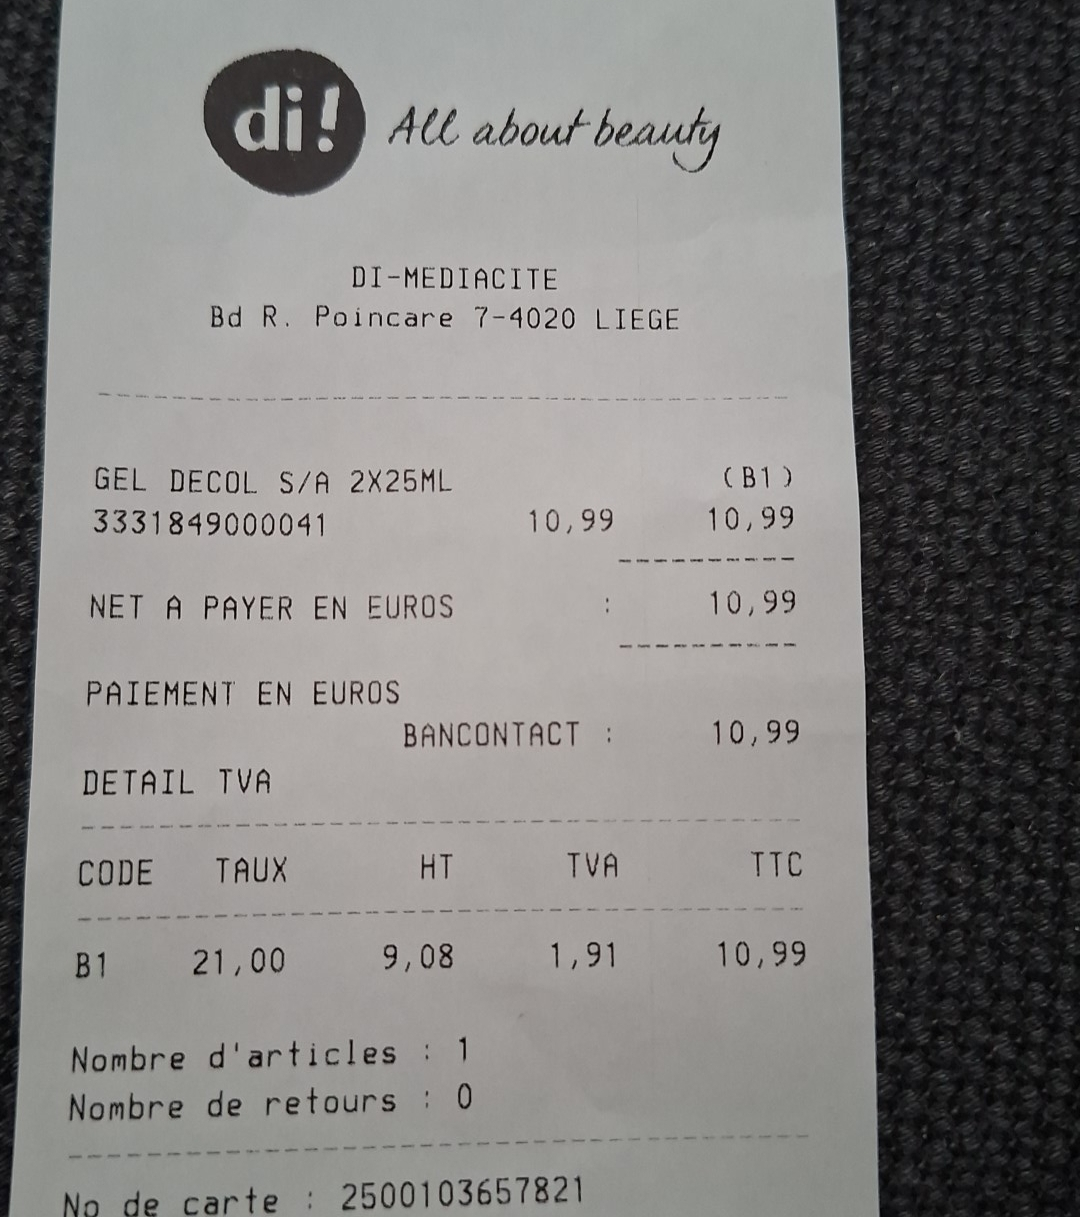 di! All about beauty
DI-MEDIACITE
Bd R. Poincare 7-4020 LIEGE
GEL DECOL S/A 2X25ML (B1)
3331849000041 10,99 10,99
NET A PAYER EN EUROS : 10,99
PAIEMENT EN EUROS
BANCONTACT : 10,99
DETAIL TVA
CODE TAUX HT TVA TTC
B1 21,00 9,08 1,91 10,99
Nombre d'articles : 1
Nombre de retours : 0
No de carte : 2500103657821